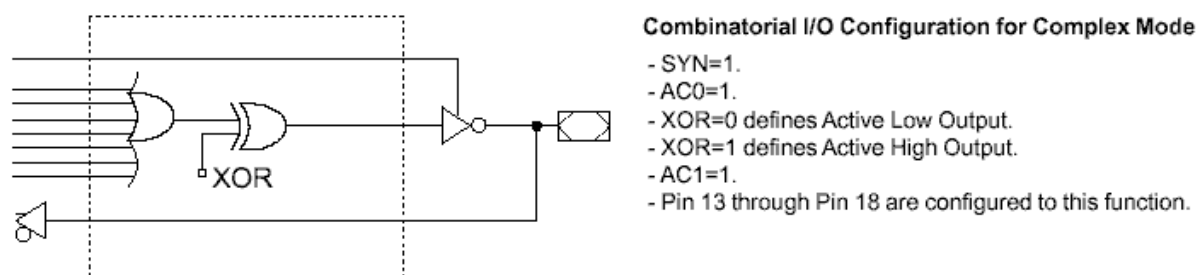 Combinatorial I/O Configuration for Complex Mode
- SYN=1.
- AC0=1.
- XOR=0 defines Active Low Output.
- XOR=1 defines Active High Output.
- AC1=1.
- Pin 13 through Pin 18 are configured to this function.
XOR